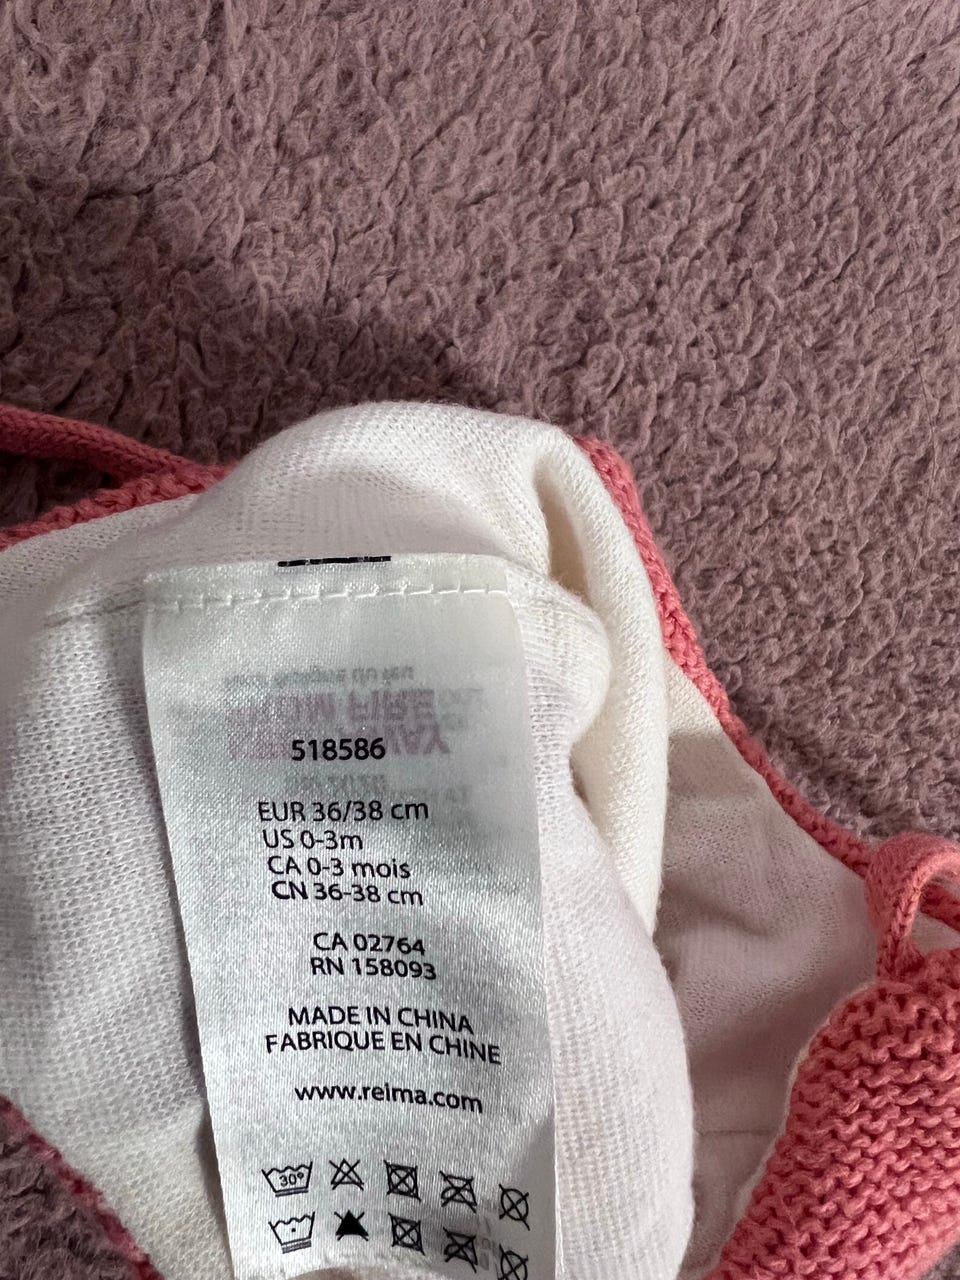 518586
EUR 36/38 cm
US 0-3m
CA 0-3 mois
CN 36-38 cm
CA 02764
RN 158093
MADE IN CHINA
FABRIQUE EN CHINE
www.reima.com
30°